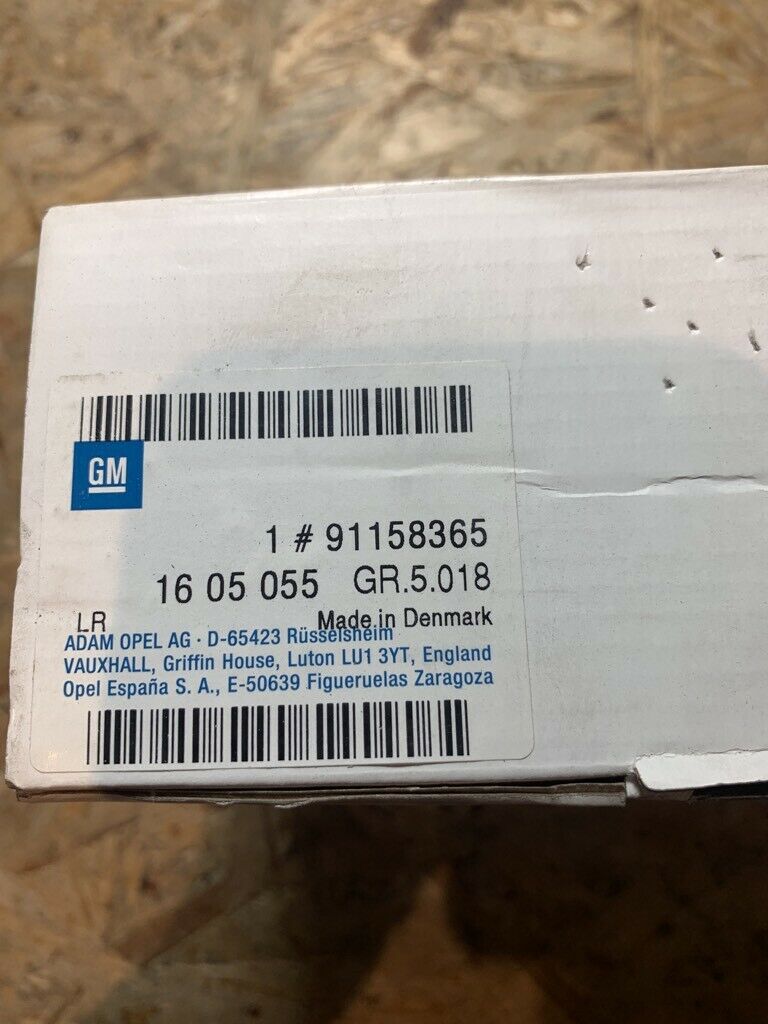 GM
1 # 91158365
16 05 055 GR.5.018
LR Made in Denmark
ADAM OPEL AG · D-65423 Rüsselsheim
VAUXHALL, Griffin House, Luton LU1 3YT, England
Opel España S. A., E-50639 Figueruelas Zaragoza